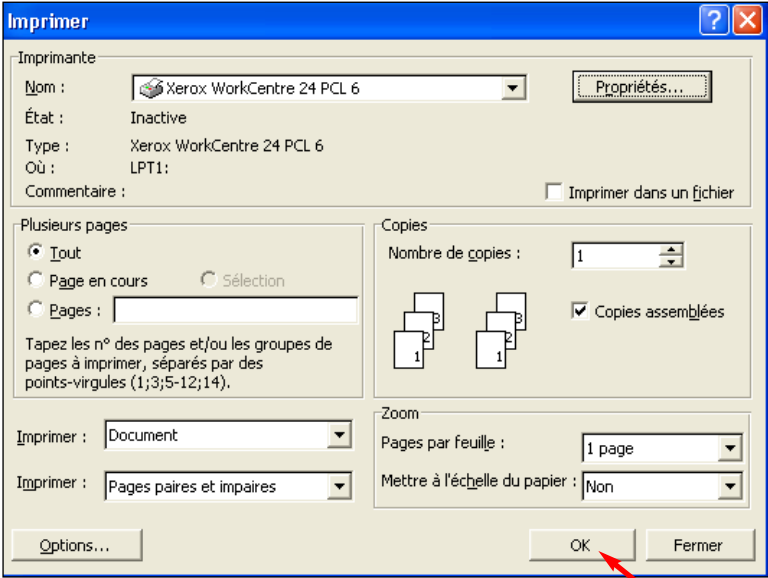 Imprimer
Imprimante
Nom :
Xerox WorkCentre 24 PCL 6
Propriétés...
État :
Inactive
Type :
Xerox WorkCentre 24 PCL 6
Où :
LPT1:
Commentaire :
Imprimer dans un fichier
Plusieurs pages
Tout
Page en cours
Sélection
Pages :
Tapez les n° des pages et/ou les groupes de
pages à imprimer, séparés par des
points-virgules (1;3;5-12;14).
Copies
Nombre de copies :
1
3
2
1
3
2
1
Copies assemblées
Imprimer :
Document
Imprimer :
Pages paires et impaires
Zoom
Pages par feuille :
1 page
Mettre à l'échelle du papier :
Non
Options...
OK
Fermer